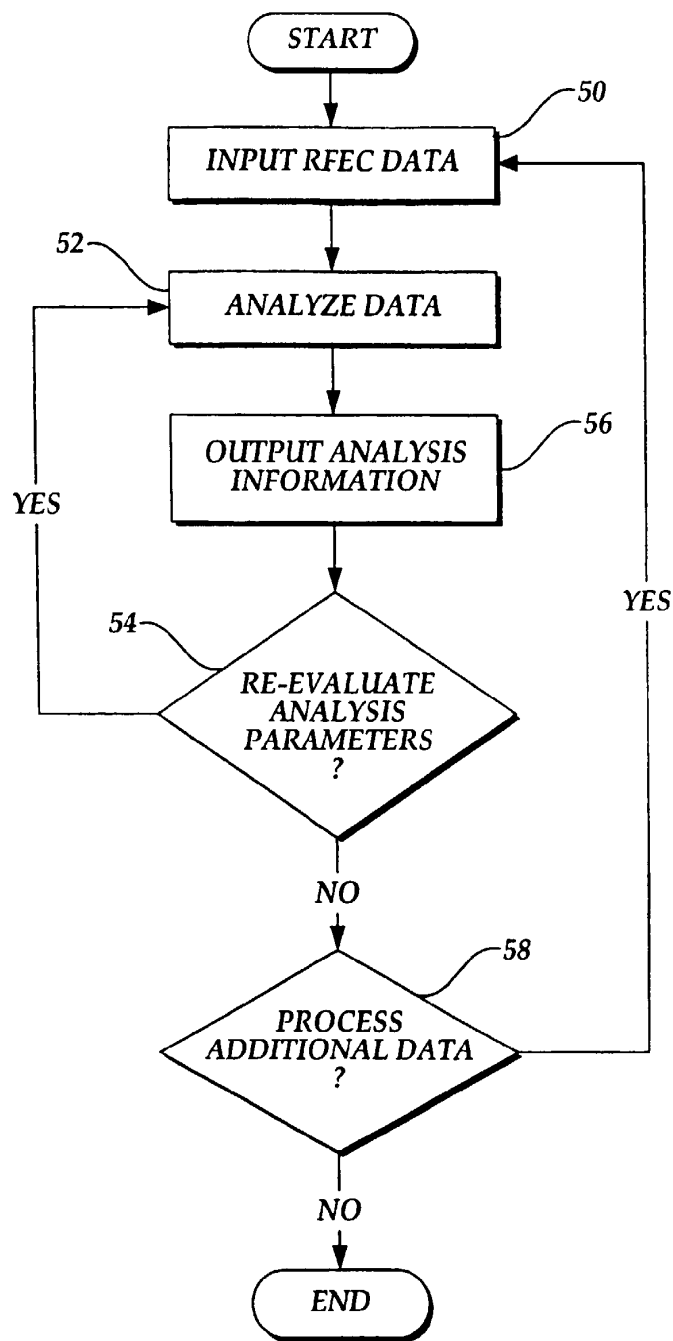 START
50
INPUT RFEC DATA
52
ANALYZE DATA
56
OUTPUT ANALYSIS
INFORMATION
YES
YES
54
RE-EVALUATE
ANALYSIS
PARAMETERS
?
NO
58
PROCESS
ADDITIONAL DATA
?
NO
END